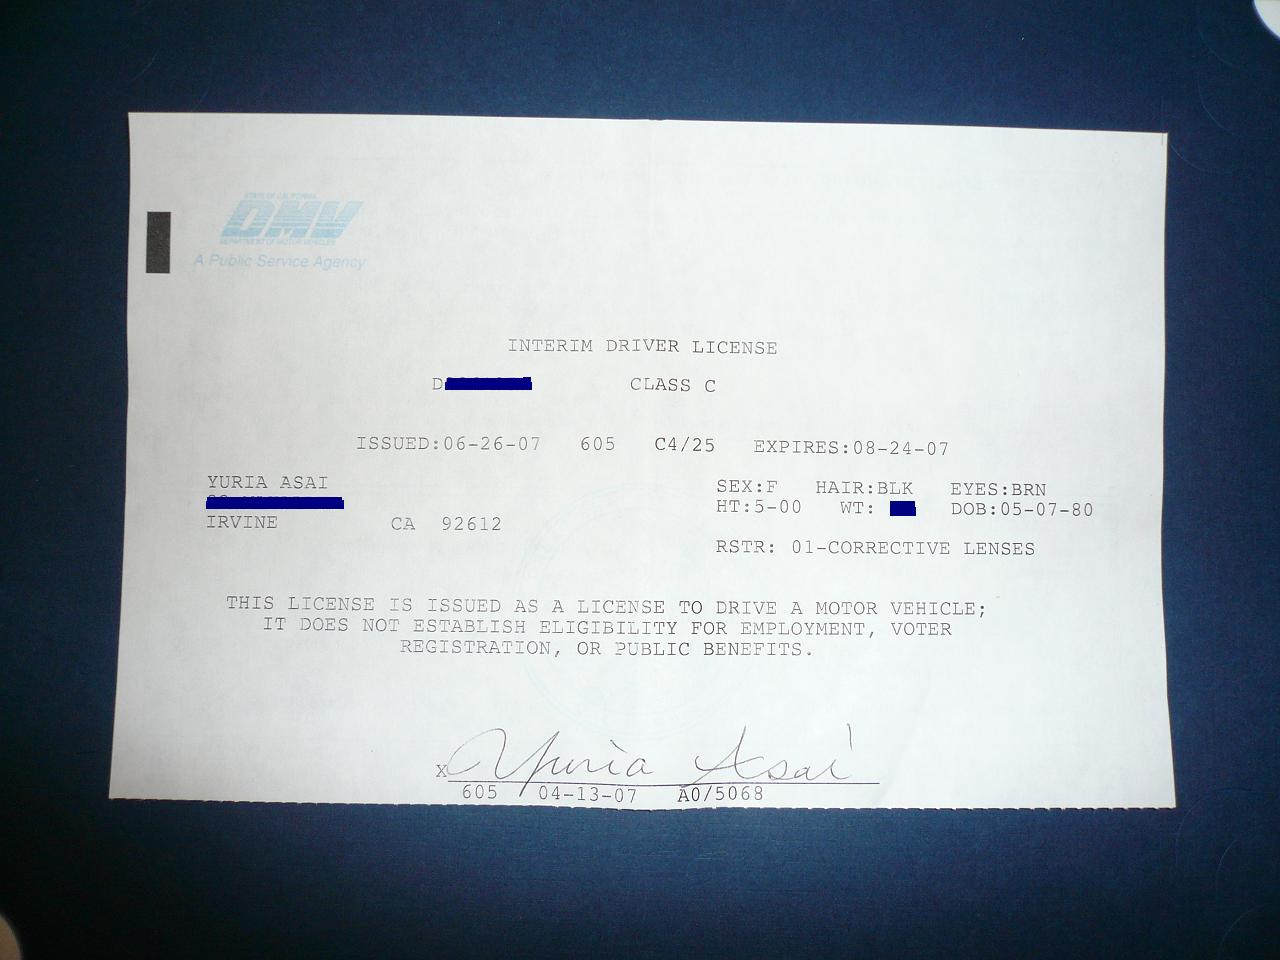 STATE OF CALIFORNIA
DMV
DEPARTMENT OF MOTOR VEHICLES
A Public Service Agency
INTERIM DRIVER LICENSE
D CLASS C
ISSUED:06-26-07 605 C4/25 EXPIRES:08-24-07
YURIA ASAI
IRVINE CA 92612
SEX:F HAIR:BLK EYES:BRN
HT:5-00 WT: DOB:05-07-80
RSTR: 01-CORRECTIVE LENSES
THIS LICENSE IS ISSUED AS A LICENSE TO DRIVE A MOTOR VEHICLE;
IT DOES NOT ESTABLISH ELIGIBILITY FOR EMPLOYMENT, VOTER
REGISTRATION, OR PUBLIC BENEFITS.
X Yuria Asai
605 04-13-07 A0/5068